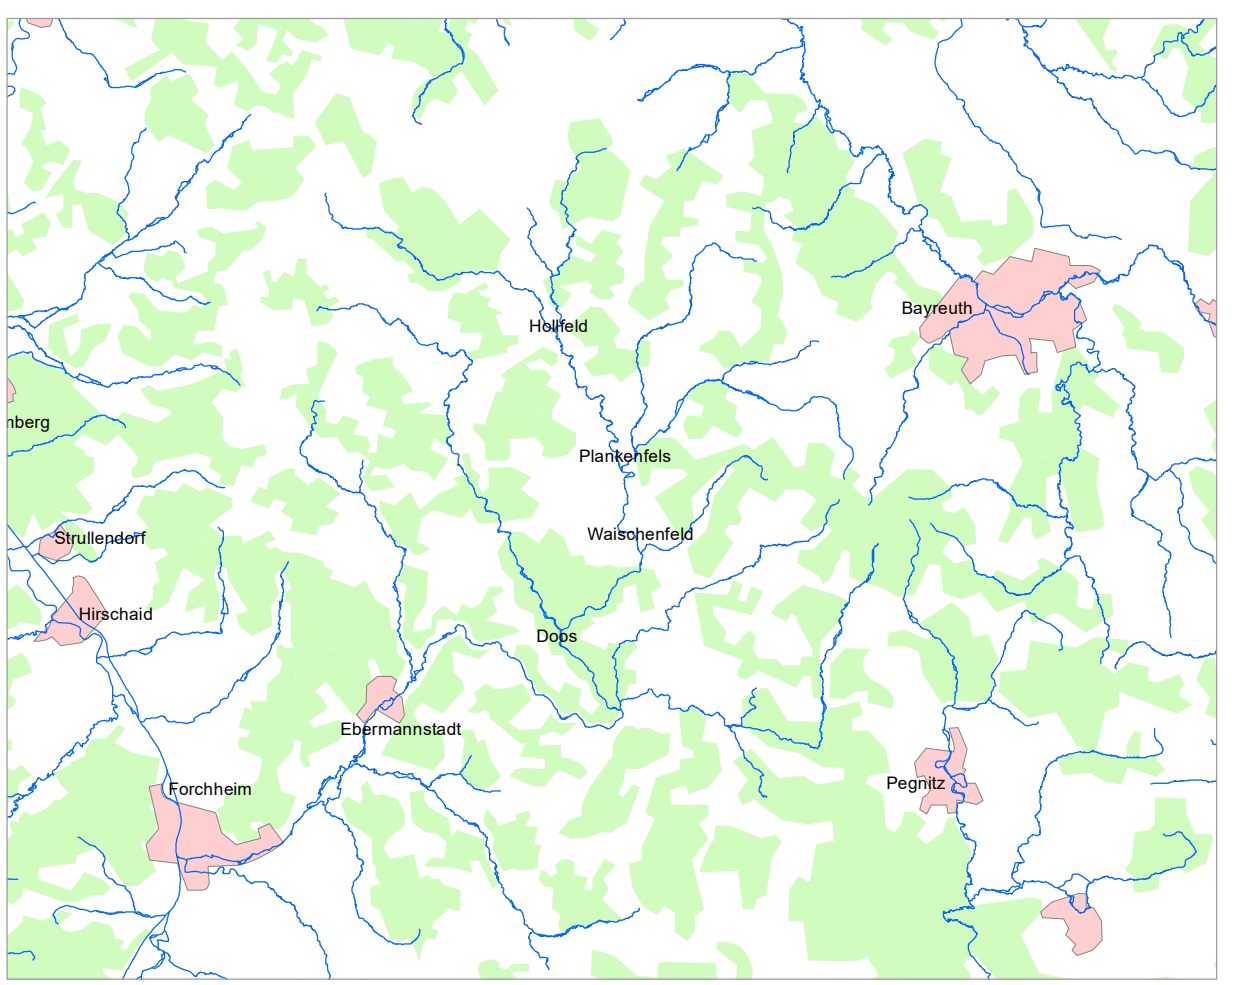 Bayreuth
Hollfeld
nberg
Plankenfels
Waischenfeld
Strullendorf
Hirschaid
Doos
Ebermannstadt
Pegnitz
Forchheim